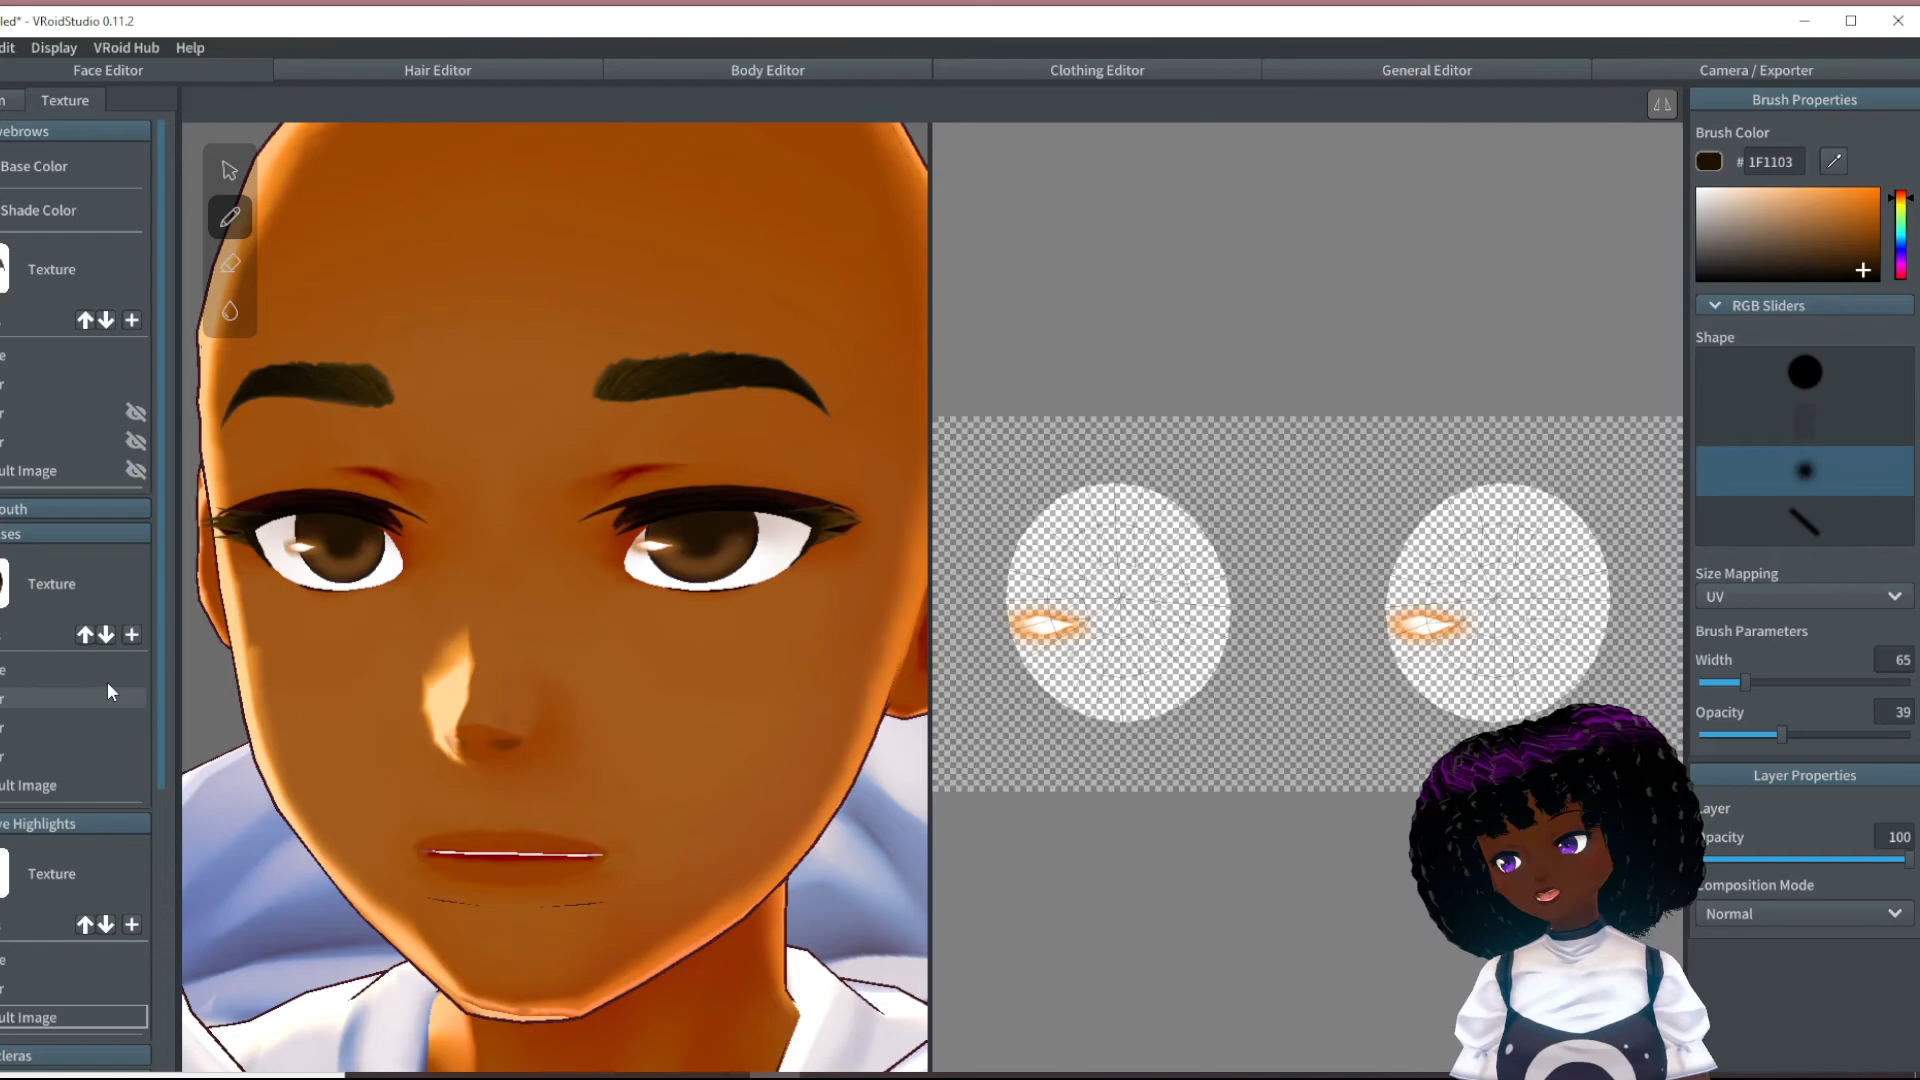 led* - VRoidStudio 0.11.2
dit Display VRoid Hub Help
Face Editor Hair Editor Body Editor Clothing Editor General Editor Camera / Exporter
n Texture
Brush Properties
yebrows
Brush Color
Base Color
# 1F1103
Shade Color
Texture
RGB Sliders
Shape
e
r
r
r
ult Image
outh
ses
Texture
Size Mapping
UV
Brush Parameters
Width 65
Opacity 39
e
r
r
r
ult Image
ve Highlights
Texture
Layer Properties
ayer
pacity 100
omposition Mode
Normal
e
r
ult Image
cleras